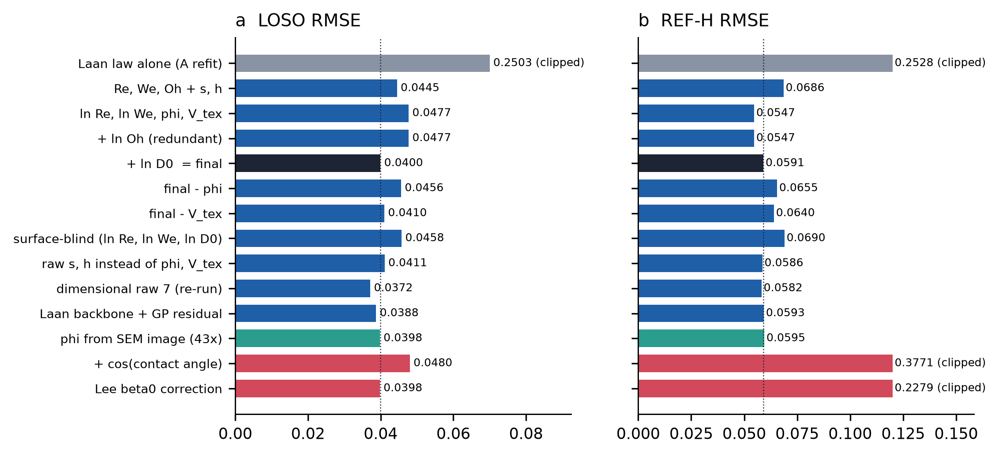 a  LOSO RMSE
Laan law alone (A refit)
0.2503 (clipped)
Re, We, Oh + s, h
0.0445
ln Re, ln We, phi, V_tex
0.0477
+ ln Oh (redundant)
0.0477
+ ln D0  = final
0.0400
final - phi
0.0456
final - V_tex
0.0410
surface-blind (ln Re, ln We, ln D0)
0.0458
raw s, h instead of phi, V_tex
0.0411
dimensional raw 7 (re-run)
0.0372
Laan backbone + GP residual
0.0388
phi from SEM image (43x)
0.0398
+ cos(contact angle)
0.0480
Lee beta0 correction
0.0398
0.00 0.02 0.04 0.06 0.08
b  REF-H RMSE
0.2528 (clipped)
0.0686
0.0547
0.0547
0.0591
0.0655
0.0640
0.0690
0.0586
0.0582
0.0593
0.0595
0.3771 (clipped)
0.2279 (clipped)
0.000 0.025 0.050 0.075 0.100 0.125 0.150